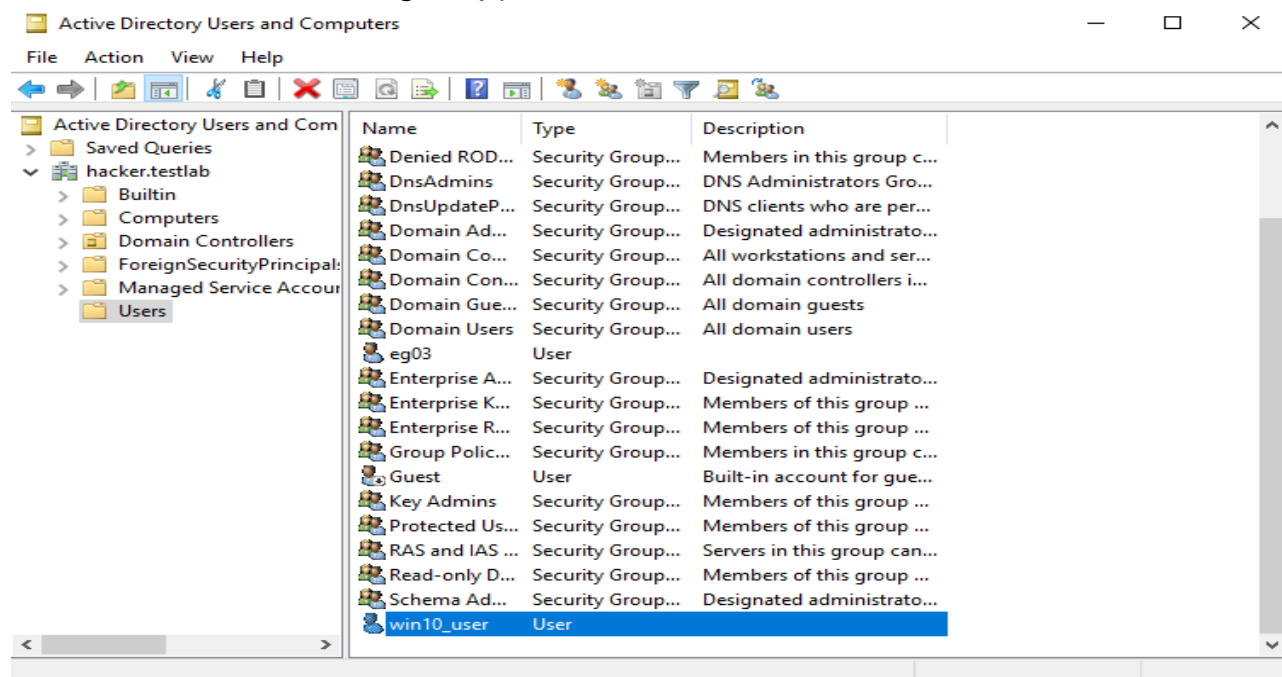 Active Directory Users and Computers
File Action View Help
Active Directory Users and Com
Saved Queries
hacker.testlab
Builtin
Computers
Domain Controllers
ForeignSecurityPrincipals
Managed Service Accour
Users
Name Type Description
Denied ROD... Security Group... Members in this group c...
DnsAdmins Security Group... DNS Administrators Gro...
DnsUpdateP... Security Group... DNS clients who are per...
Domain Ad... Security Group... Designated administrato...
Domain Co... Security Group... All workstations and ser...
Domain Con... Security Group... All domain controllers i...
Domain Gue... Security Group... All domain guests
Domain Users Security Group... All domain users
eg03 User
Enterprise A... Security Group... Designated administrato...
Enterprise K... Security Group... Members of this group ...
Enterprise R... Security Group... Members of this group ...
Group Polic... Security Group... Members in this group c...
Guest User Built-in account for gue...
Key Admins Security Group... Members of this group ...
Protected Us... Security Group... Members of this group ...
RAS and IAS ... Security Group... Servers in this group can...
Read-only D... Security Group... Members of this group ...
Schema Ad... Security Group... Designated administrato...
win10_user User